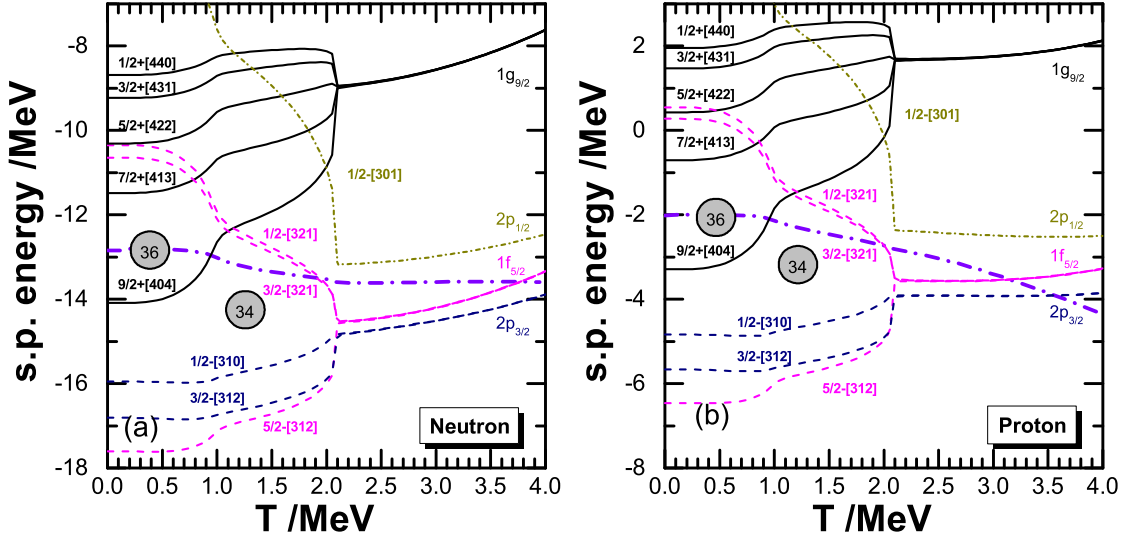 s.p. energy /MeV
-8
-10
-12
-14
-16
-18
1/2+[440]
3/2+[431]
5/2+[422]
7/2+[413]
9/2+[404]
36
34
1g9/2
1/2-[301]
1/2-[321]
3/2-[321]
2p1/2
1f5/2
2p3/2
1/2-[310]
3/2-[312]
5/2-[312]
(a)
Neutron
0.0 0.5 1.0 1.5 2.0 2.5 3.0 3.5 4.0
T /MeV
s.p. energy /MeV
2
0
-2
-4
-6
-8
1/2+[440]
3/2+[431]
5/2+[422]
7/2+[413]
9/2+[404]
36
34
1g9/2
1/2-[301]
1/2-[321]
3/2-[321]
2p1/2
1f5/2
2p3/2
1/2-[310]
3/2-[312]
5/2-[312]
(b)
Proton
0.0 0.5 1.0 1.5 2.0 2.5 3.0 3.5 4.0
T /MeV